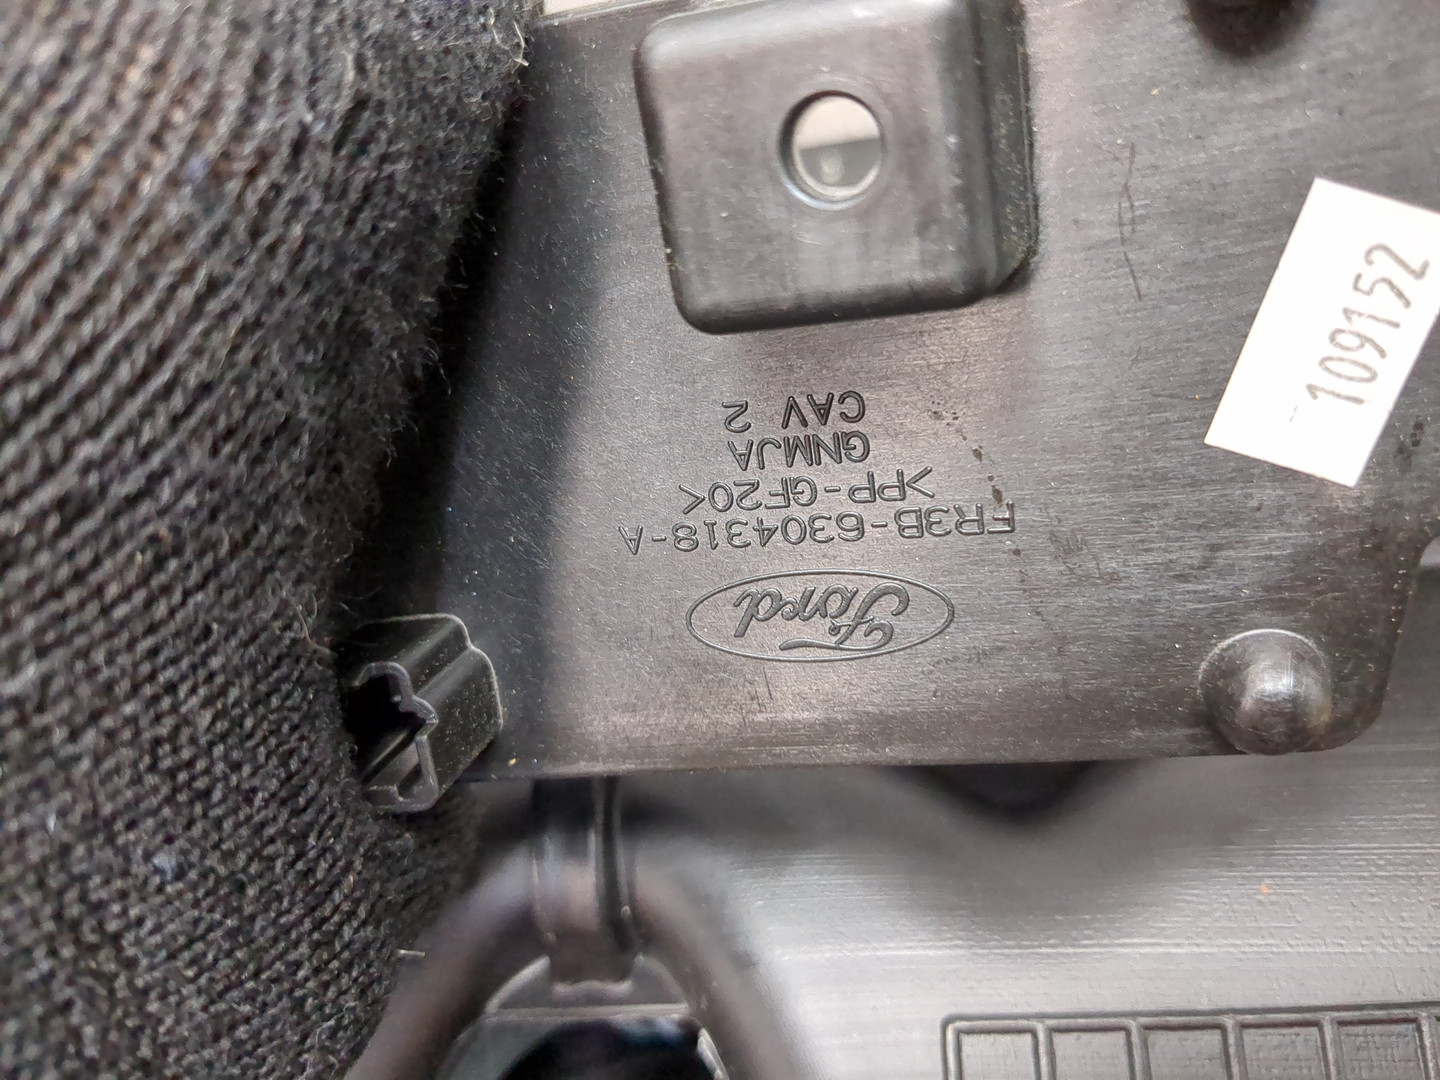 Ford
FR3B-6304318-A
>PP-GF20<
GNMJA
CAV 2
109152